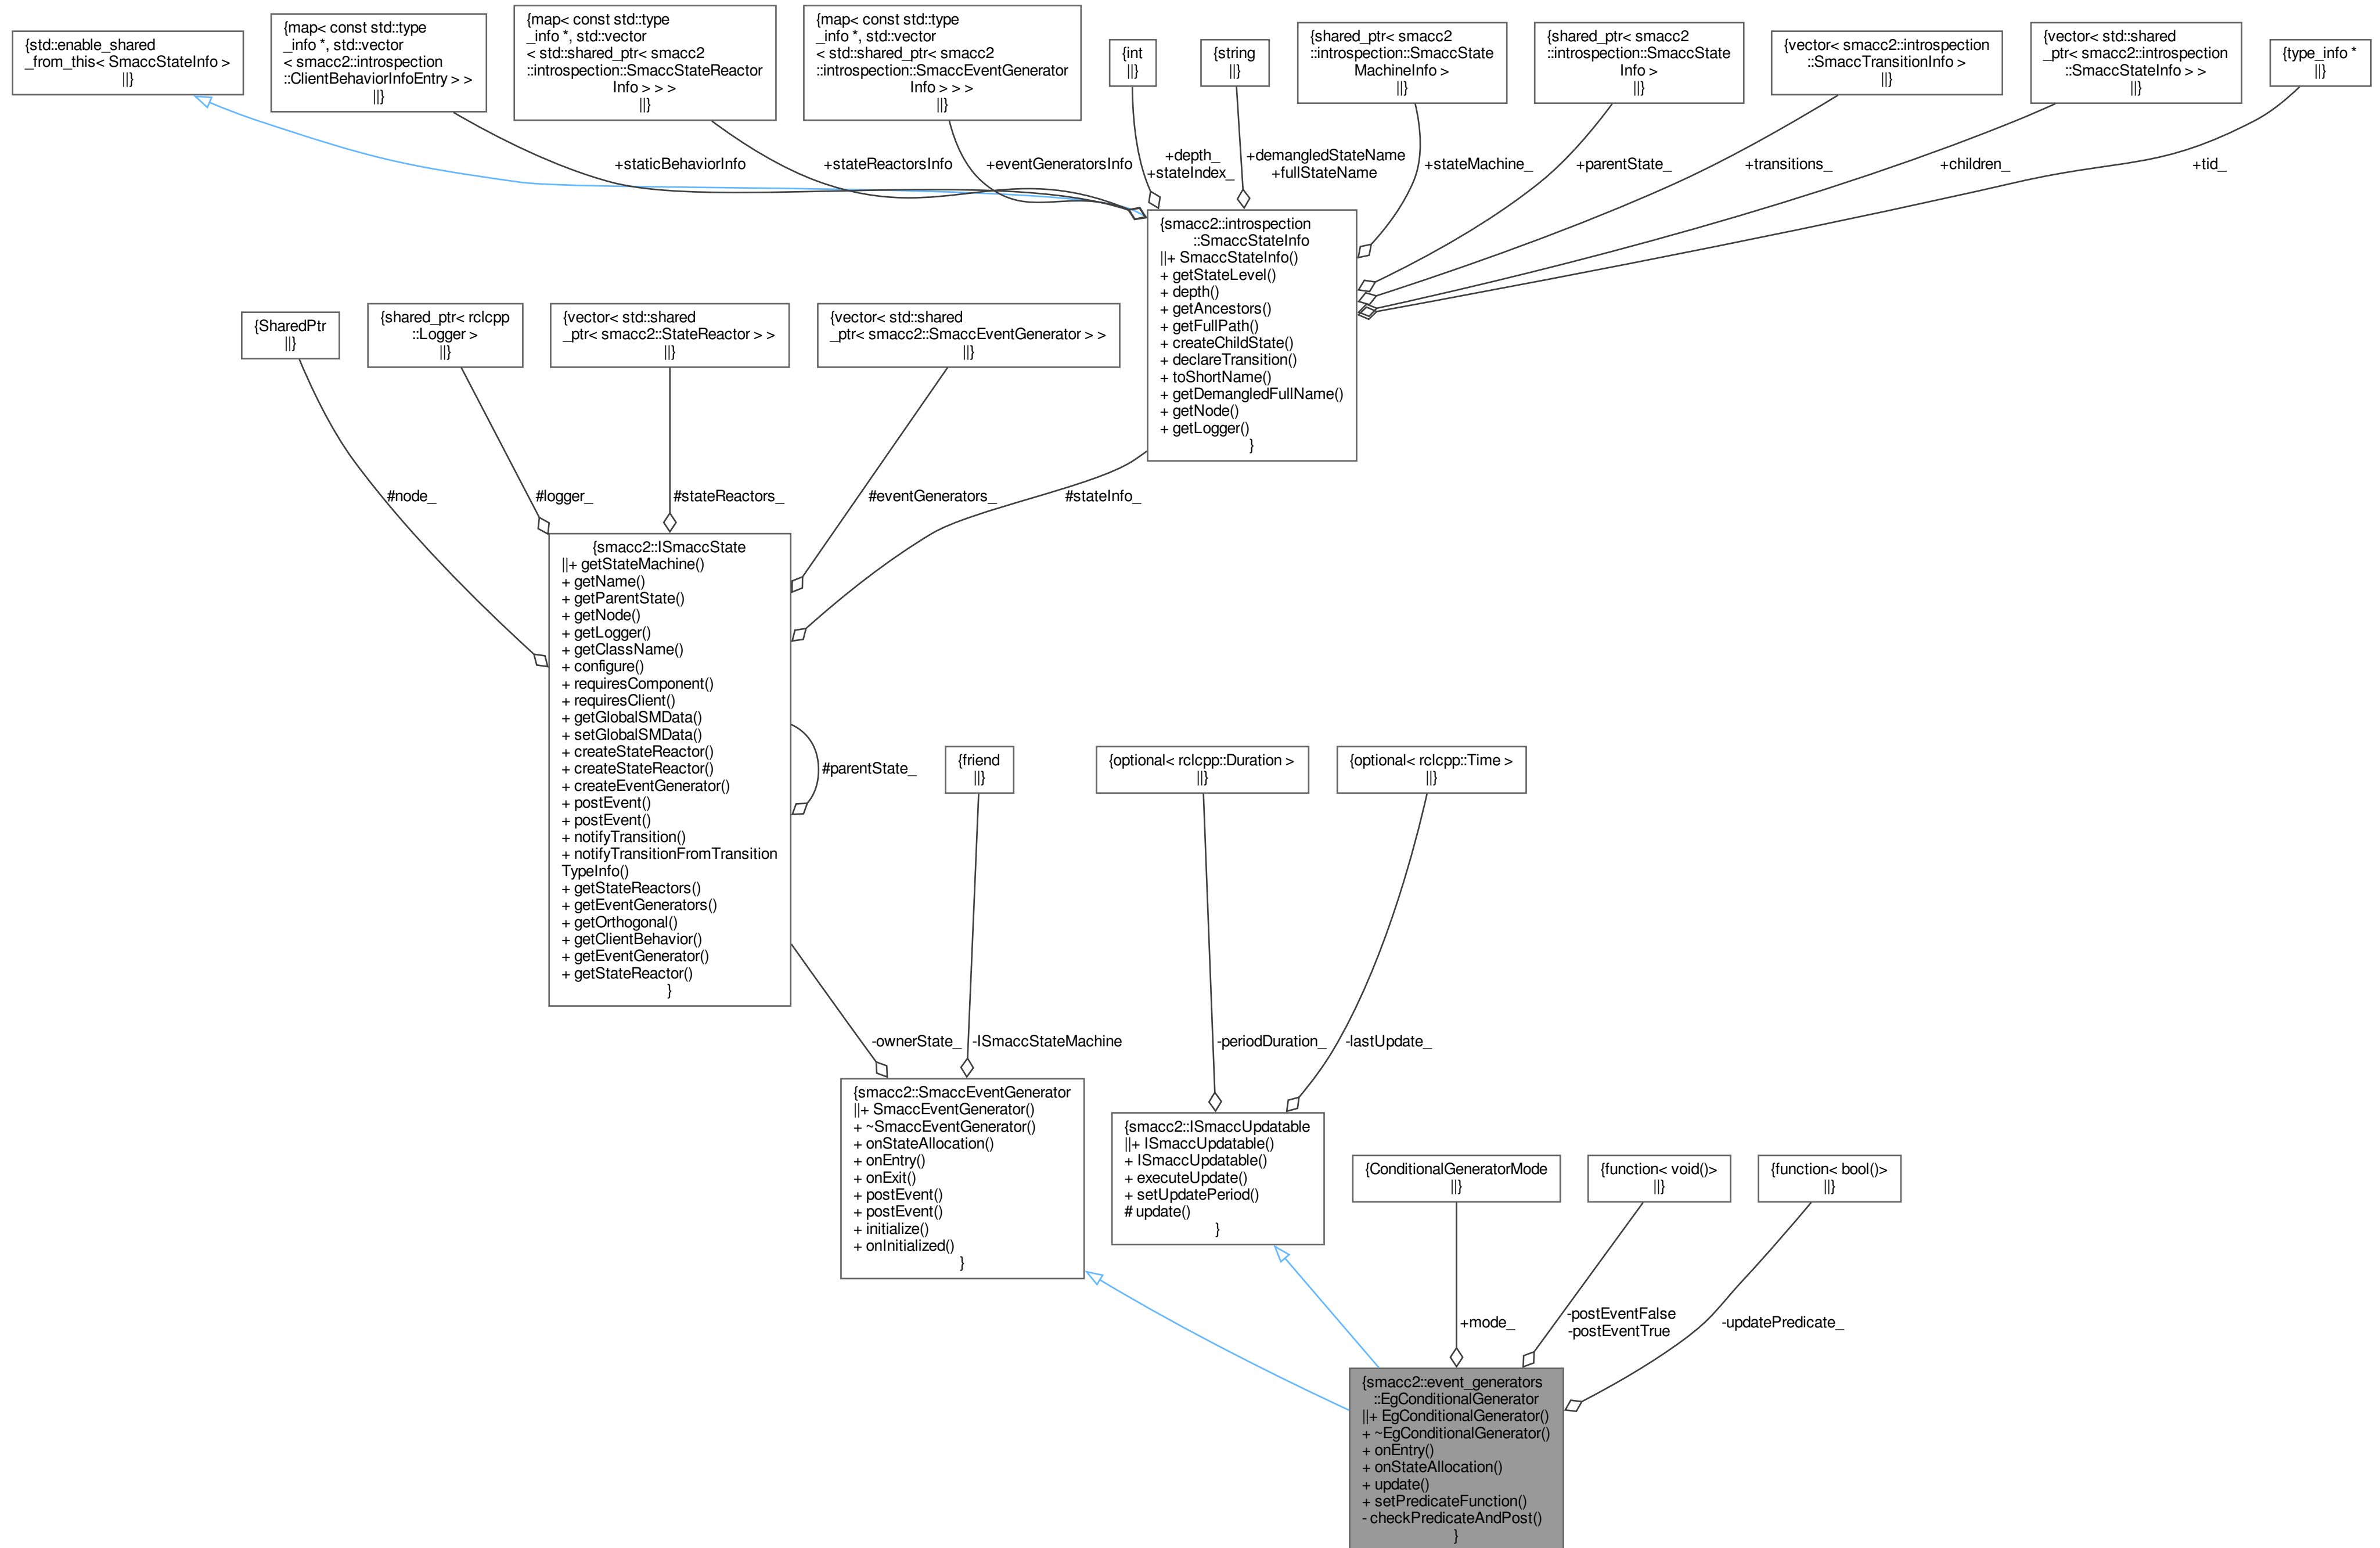 {std::enable_shared
_from_this< SmaccStateInfo >
||}
{map< const std::type
_info *, std::vector
< smacc2::introspection
::ClientBehaviorInfoEntry > >
||}
{map< const std::type
_info *, std::vector
< std::shared_ptr< smacc2
::introspection::SmaccStateReactor
Info > > >
||}
{map< const std::type
_info *, std::vector
< std::shared_ptr< smacc2
::introspection::SmaccEventGenerator
Info > > >
||}
{int
||}
{string
||}
{shared_ptr< smacc2
::introspection::SmaccState
MachineInfo >
||}
{shared_ptr< smacc2
::introspection::SmaccState
Info >
||}
{vector< smacc2::introspection
::SmaccTransitionInfo >
||}
{vector< std::shared
_ptr< smacc2::introspection
::SmaccStateInfo > >
||}
{type_info *
||}
+staticBehaviorInfo
+stateReactorsInfo
+eventGeneratorsInfo
+depth_
+stateIndex_
+demangledStateName
+fullStateName
+stateMachine_
+parentState_
+transitions_
+children_
+tid_
{smacc2::introspection
::SmaccStateInfo
||+ SmaccStateInfo()
+ getStateLevel()
+ depth()
+ getAncestors()
+ getFullPath()
+ createChildState()
+ declareTransition()
+ toShortName()
+ getDemangledFullName()
+ getNode()
+ getLogger()
}
{SharedPtr
||}
{shared_ptr< rclcpp
::Logger >
||}
{vector< std::shared
_ptr< smacc2::StateReactor > >
||}
{vector< std::shared
_ptr< smacc2::SmaccEventGenerator > >
||}
#node_
#logger_
#stateReactors_
#eventGenerators_
#stateInfo_
{smacc2::ISmaccState
||+ getStateMachine()
+ getName()
+ getParentState()
+ getNode()
+ getLogger()
+ getClassName()
+ configure()
+ requiresComponent()
+ requiresClient()
+ getGlobalSMData()
+ setGlobalSMData()
+ createStateReactor()
+ createStateReactor()
+ createEventGenerator()
+ postEvent()
+ postEvent()
+ notifyTransition()
+ notifyTransitionFromTransition
TypeInfo()
+ getStateReactors()
+ getEventGenerators()
+ getOrthogonal()
+ getClientBehavior()
+ getEventGenerator()
+ getStateReactor()
}
#parentState_
{friend
||}
{optional< rclcpp::Duration >
||}
{optional< rclcpp::Time >
||}
-ownerState_
-ISmaccStateMachine
-periodDuration_
-lastUpdate_
{smacc2::SmaccEventGenerator
||+ SmaccEventGenerator()
+ ~SmaccEventGenerator()
+ onStateAllocation()
+ onEntry()
+ onExit()
+ postEvent()
+ postEvent()
+ initialize()
+ onInitialized()
}
{smacc2::ISmaccUpdatable
||+ ISmaccUpdatable()
+ ISmaccUpdatable()
+ executeUpdate()
+ setUpdatePeriod()
# update()
}
{ConditionalGeneratorMode
||}
{function< void()>
||}
{function< bool()>
||}
+mode_
-postEventFalse
-postEventTrue
-updatePredicate_
{smacc2::event_generators
::EgConditionalGenerator
||+ EgConditionalGenerator()
+ ~EgConditionalGenerator()
+ onEntry()
+ onStateAllocation()
+ update()
+ setPredicateFunction()
- checkPredicateAndPost()
}